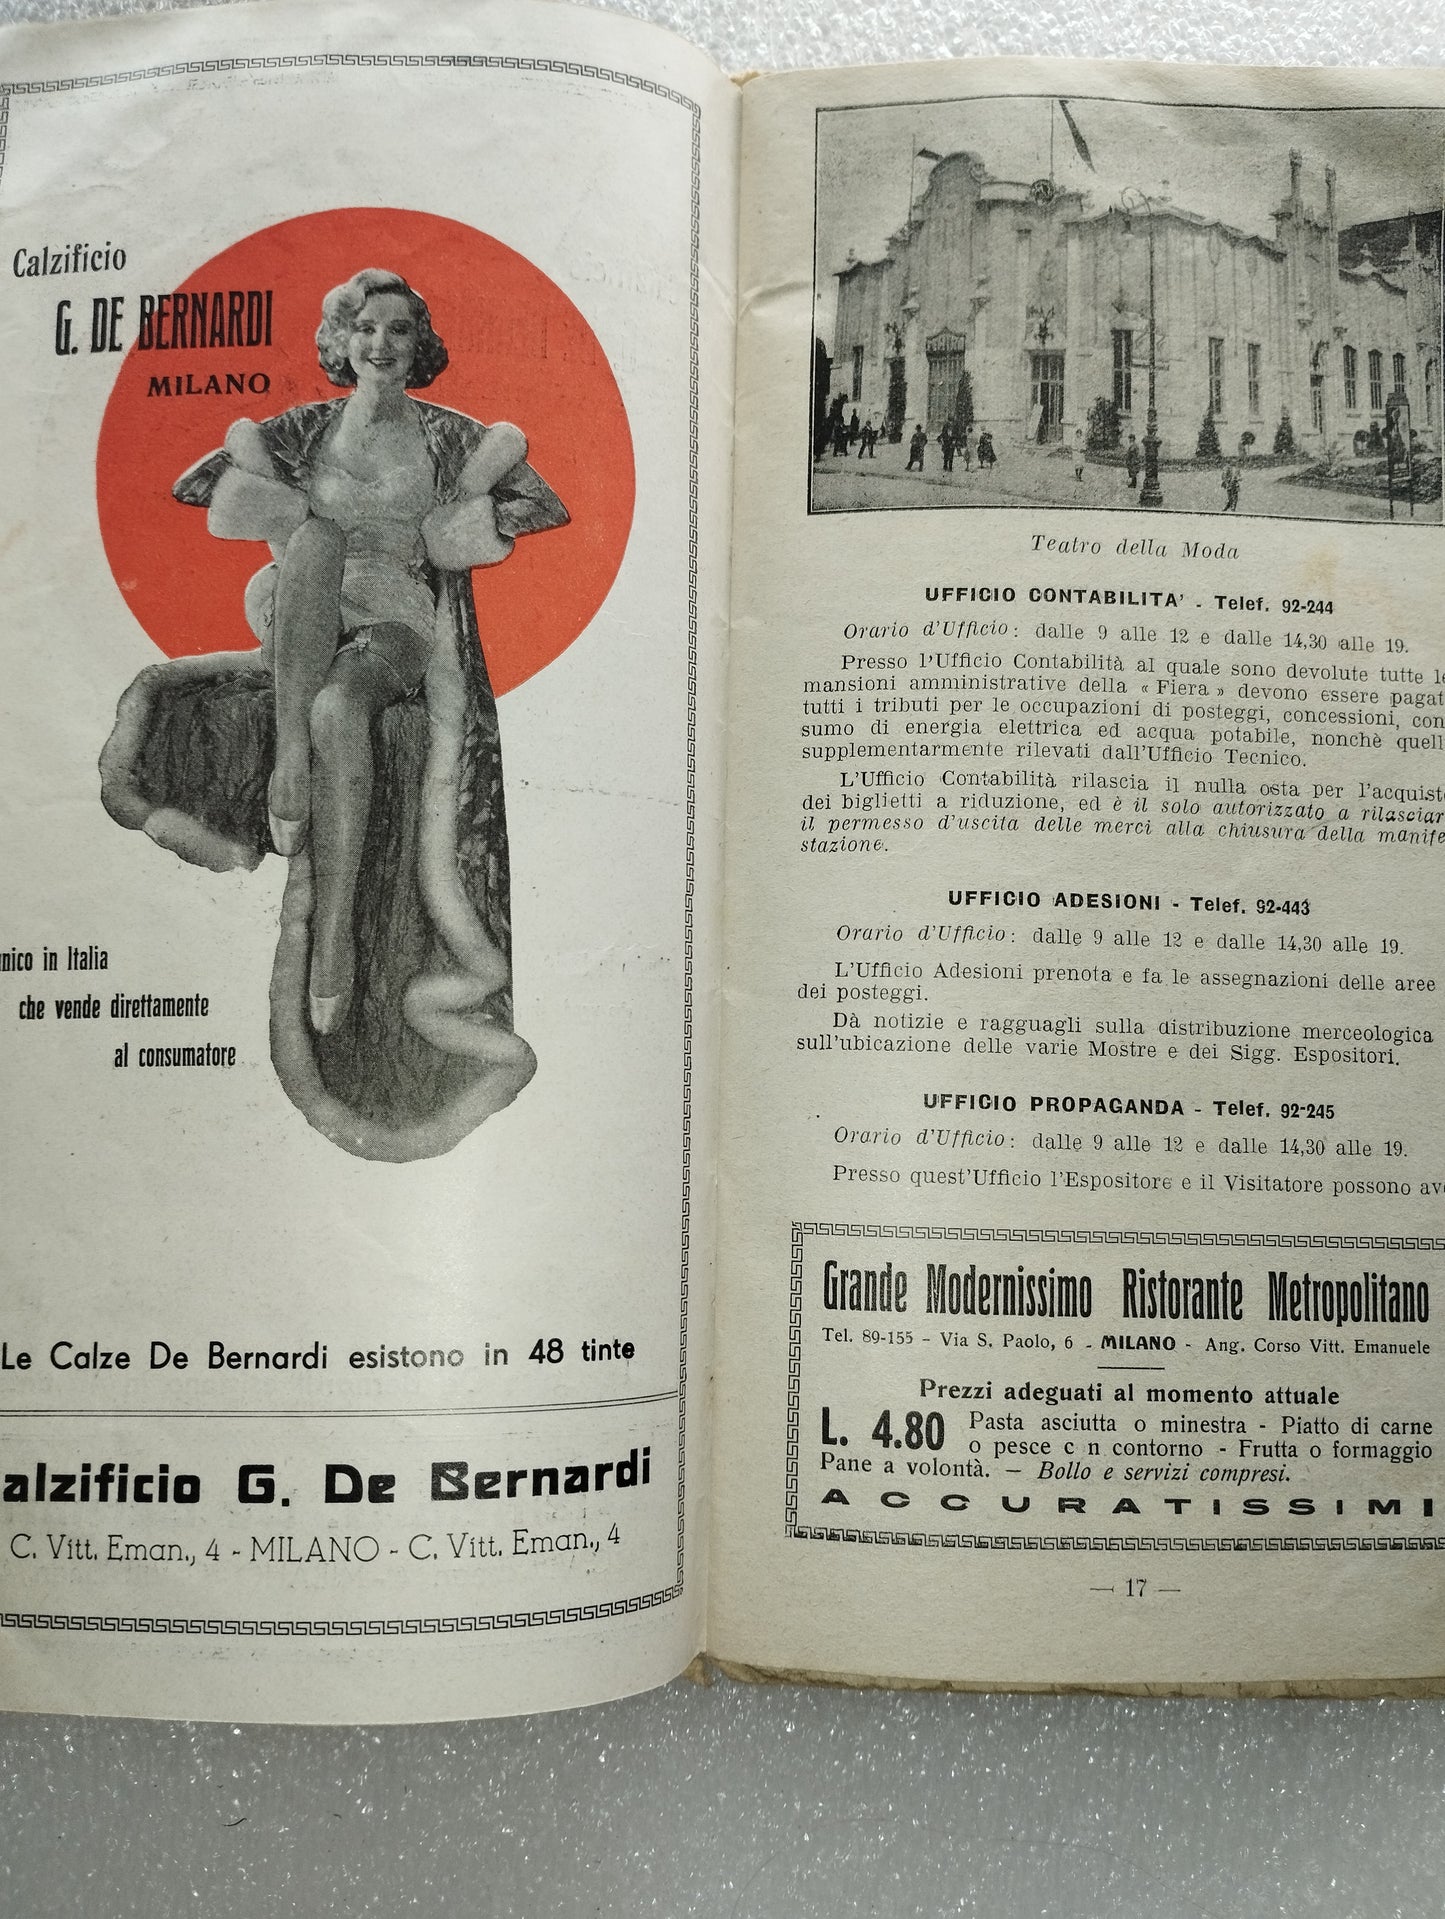 Calzificio
G. DE BERNARDI
MILANO
unico in Italia
che vende direttamente
al consumatore
Le Calze De Bernardi esistono in 48 tinte
alzificio G. De Bernardi
C. Vitt. Eman., 4 - MILANO - C. Vitt. Eman., 4
Teatro della Moda
UFFICIO CONTABILITA' - Telef. 92-244
Orario d'Ufficio: dalle 9 alle 12 e dalle 14,30 alle 19.
Presso l'Ufficio Contabilità al quale sono devolute tutte le
mansioni amministrative della « Fiera » devono essere pagat
tutti i tributi per le occupazioni di posteggi, concessioni, con
sumo di energia elettrica ed acqua potabile, nonchè quell
supplementarmente rilevati dall'Ufficio Tecnico.
L'Ufficio Contabilità rilascia il nulla osta per l'acquist
dei biglietti a riduzione, ed è il solo autorizzato a rilasciar
il permesso d'uscita delle merci alla chiusura della manife
stazione.
UFFICIO ADESIONI - Telef. 92-443
Orario d'Ufficio: dalle 9 alle 12 e dalle 14,30 alle 19.
L'Ufficio Adesioni prenota e fa le assegnazioni delle aree
dei posteggi.
Dà notizie e ragguagli sulla distribuzione merceologica
sull'ubicazione delle varie Mostre e dei Sigg. Espositori.
UFFICIO PROPAGANDA - Telef. 92-245
Orario d'Ufficio: dalle 9 alle 12 e dalle 14,30 alle 19.
Presso quest'Ufficio l'Espositore e il Visitatore possono av
Grande Modernissimo Ristorante Metropolitano
Tel. 89-155 - Via S. Paolo, 6 - MILANO - Ang. Corso Vitt. Emanuele
Prezzi adeguati al momento attuale
L. 4.80 Pasta asciutta o minestra - Piatto di carne
o pesce c n contorno - Frutta o formaggio
Pane a volontà. — Bollo e servizi compresi.
ACCURATISSIMI
— 17 —